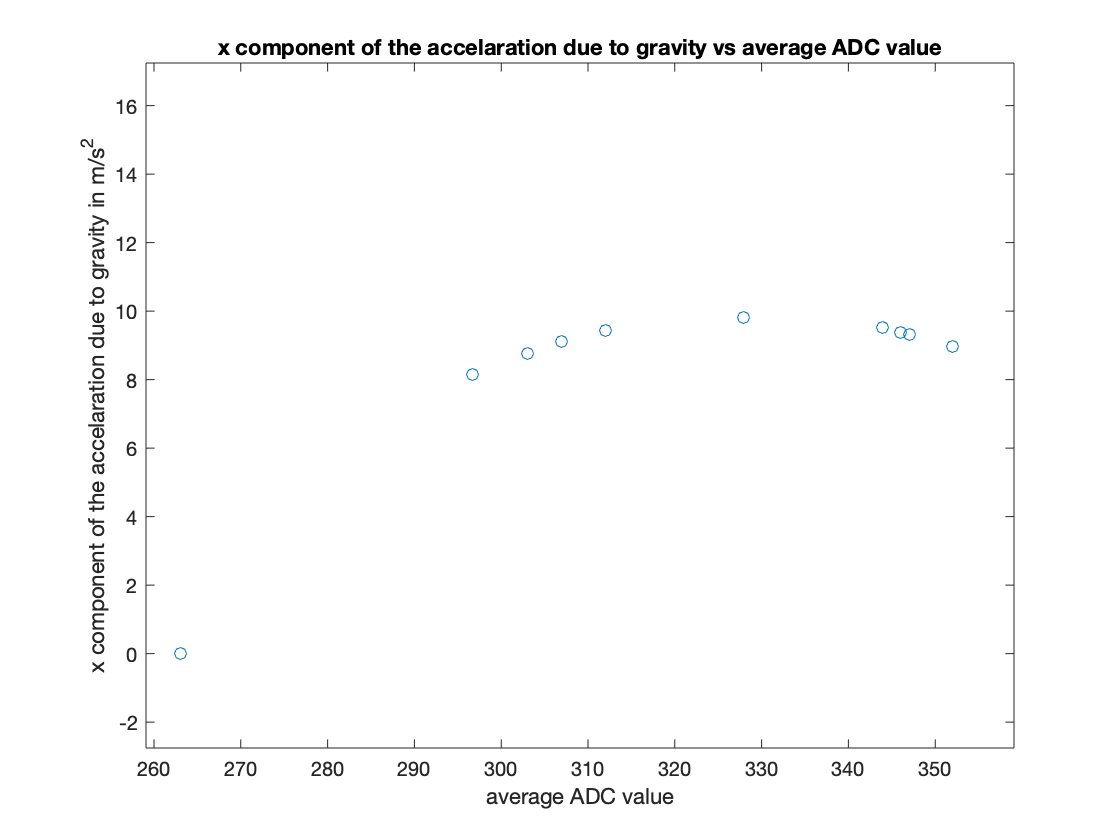 x component of the accelaration due to gravity vs average ADC value
x component of the accelaration due to gravity in m/s²
16
14
12
10
8
6
4
2
0
-2
260 270 280 290 300 310 320 330 340 350
average ADC value